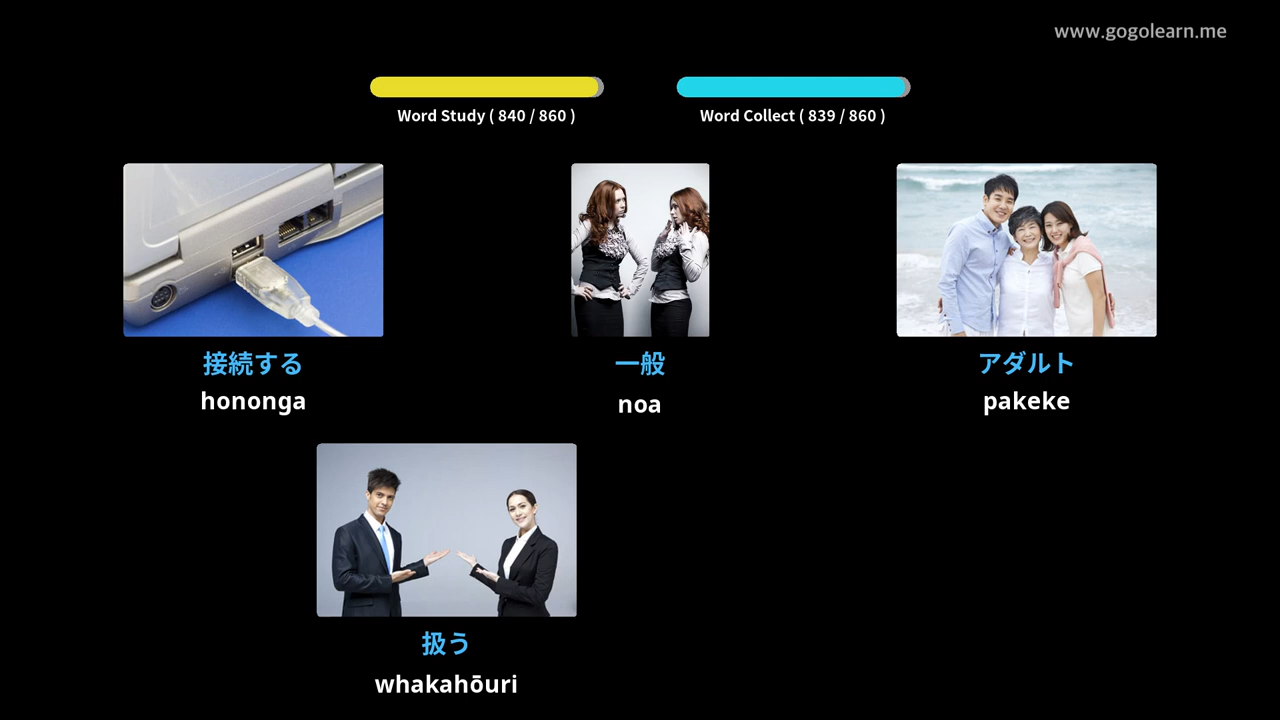 www.gogolearn.me
Word Study ( 840 / 860 )
Word Collect ( 839 / 860 )
接続する
hononga
一般
noa
アダルト
pakeke
扱う
whakahōuri